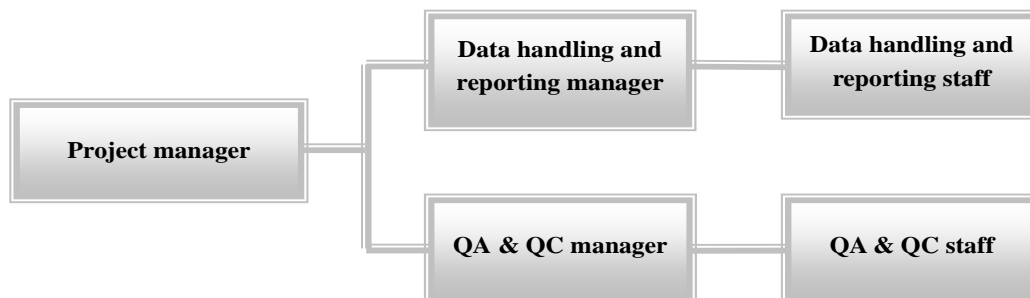 Data handling and
reporting manager
Data handling and
reporting staff
Project manager
QA & QC manager
QA & QC staff